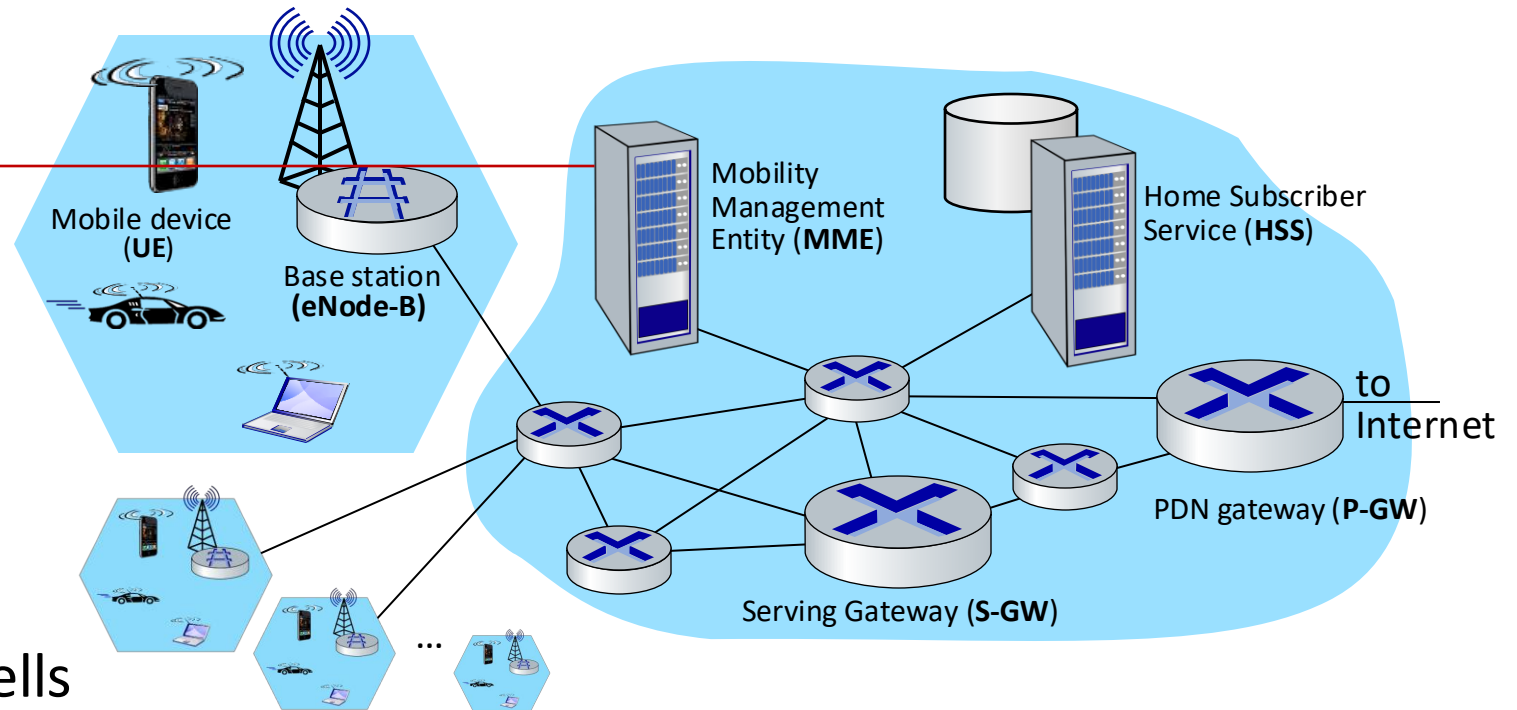 Mobile device
(UE)
Base station
(eNode-B)
Mobility
Management
Entity (MME)
Home Subscriber
Service (HSS)
to
Internet
PDN gateway (P-GW)
Serving Gateway (S-GW)
...
ells